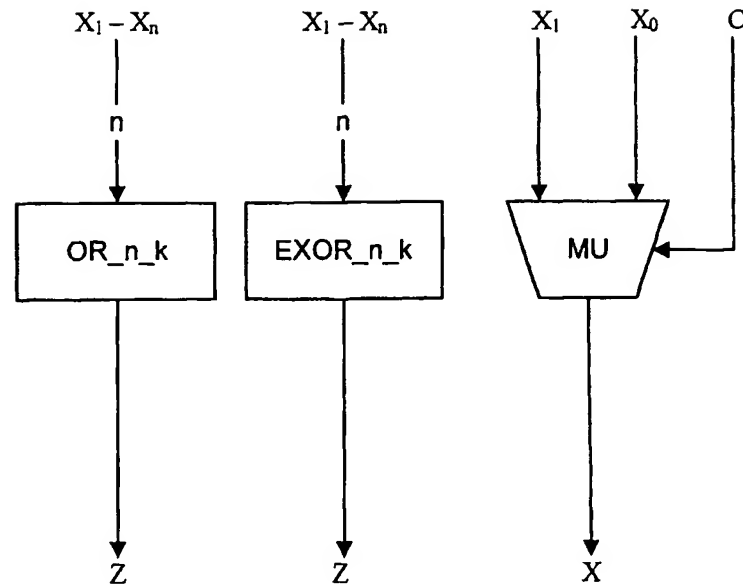 X₁ – Xₙ
X₁ – Xₙ
X₁
X₀
C
n
n
OR_n_k
EXOR_n_k
MU
Z
Z
X